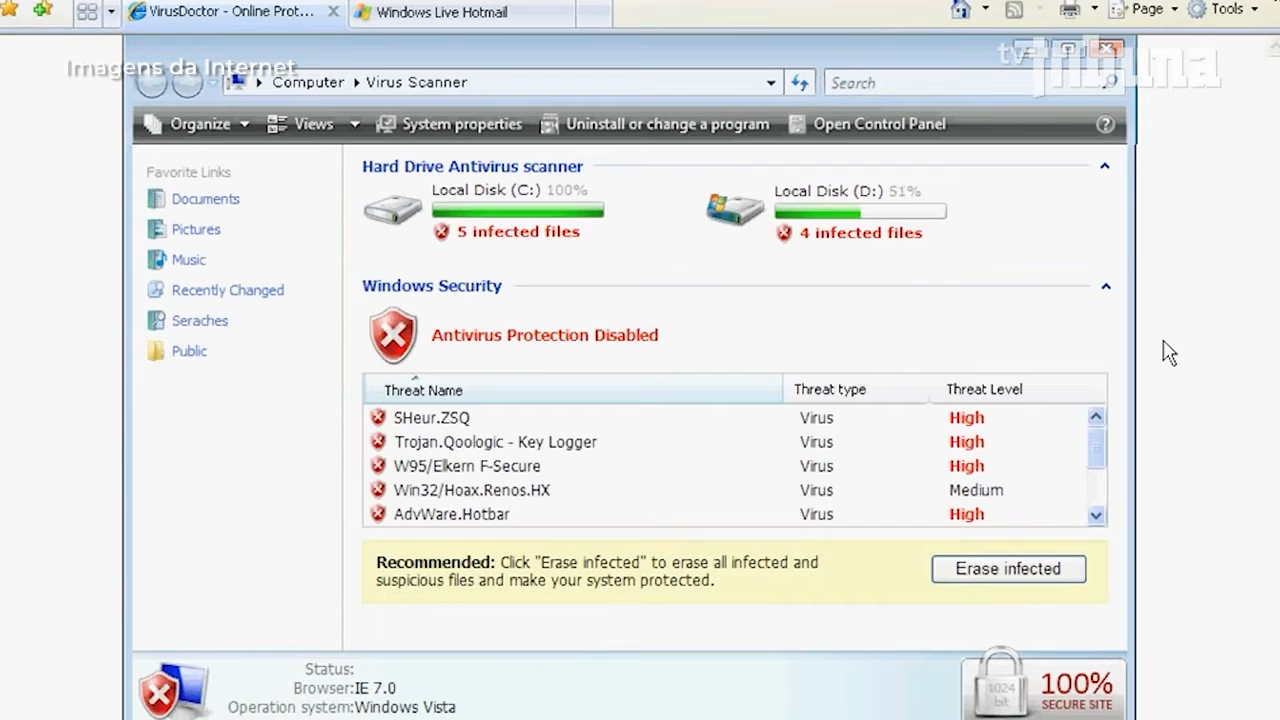 VirusDoctor - Online Prot...
Windows Live Hotmail
Page
Tools
Imagens da Internet
tv
tribuna
Computer
Virus Scanner
Search
Organize
Views
System properties
Uninstall or change a program
Open Control Panel
Favorite Links
Documents
Pictures
Music
Recently Changed
Seraches
Public
Hard Drive Antivirus scanner
Local Disk (C:) 100%
5 infected files
Local Disk (D:) 51%
4 infected files
Windows Security
Antivirus Protection Disabled
Threat Name Threat type Threat Level
SHeur.ZSQ Virus High
Trojan.Qoologic - Key Logger Virus High
W95/Elkern F-Secure Virus High
Win32/Hoax.Renos.HX Virus Medium
AdvWare.Hotbar Virus High
Recommended: Click "Erase infected" to erase all infected and
suspicious files and make your system protected.
Erase infected
Status:
Browser:IE 7.0
Operation system:Windows Vista
1024
bit
100%
SECURE SITE